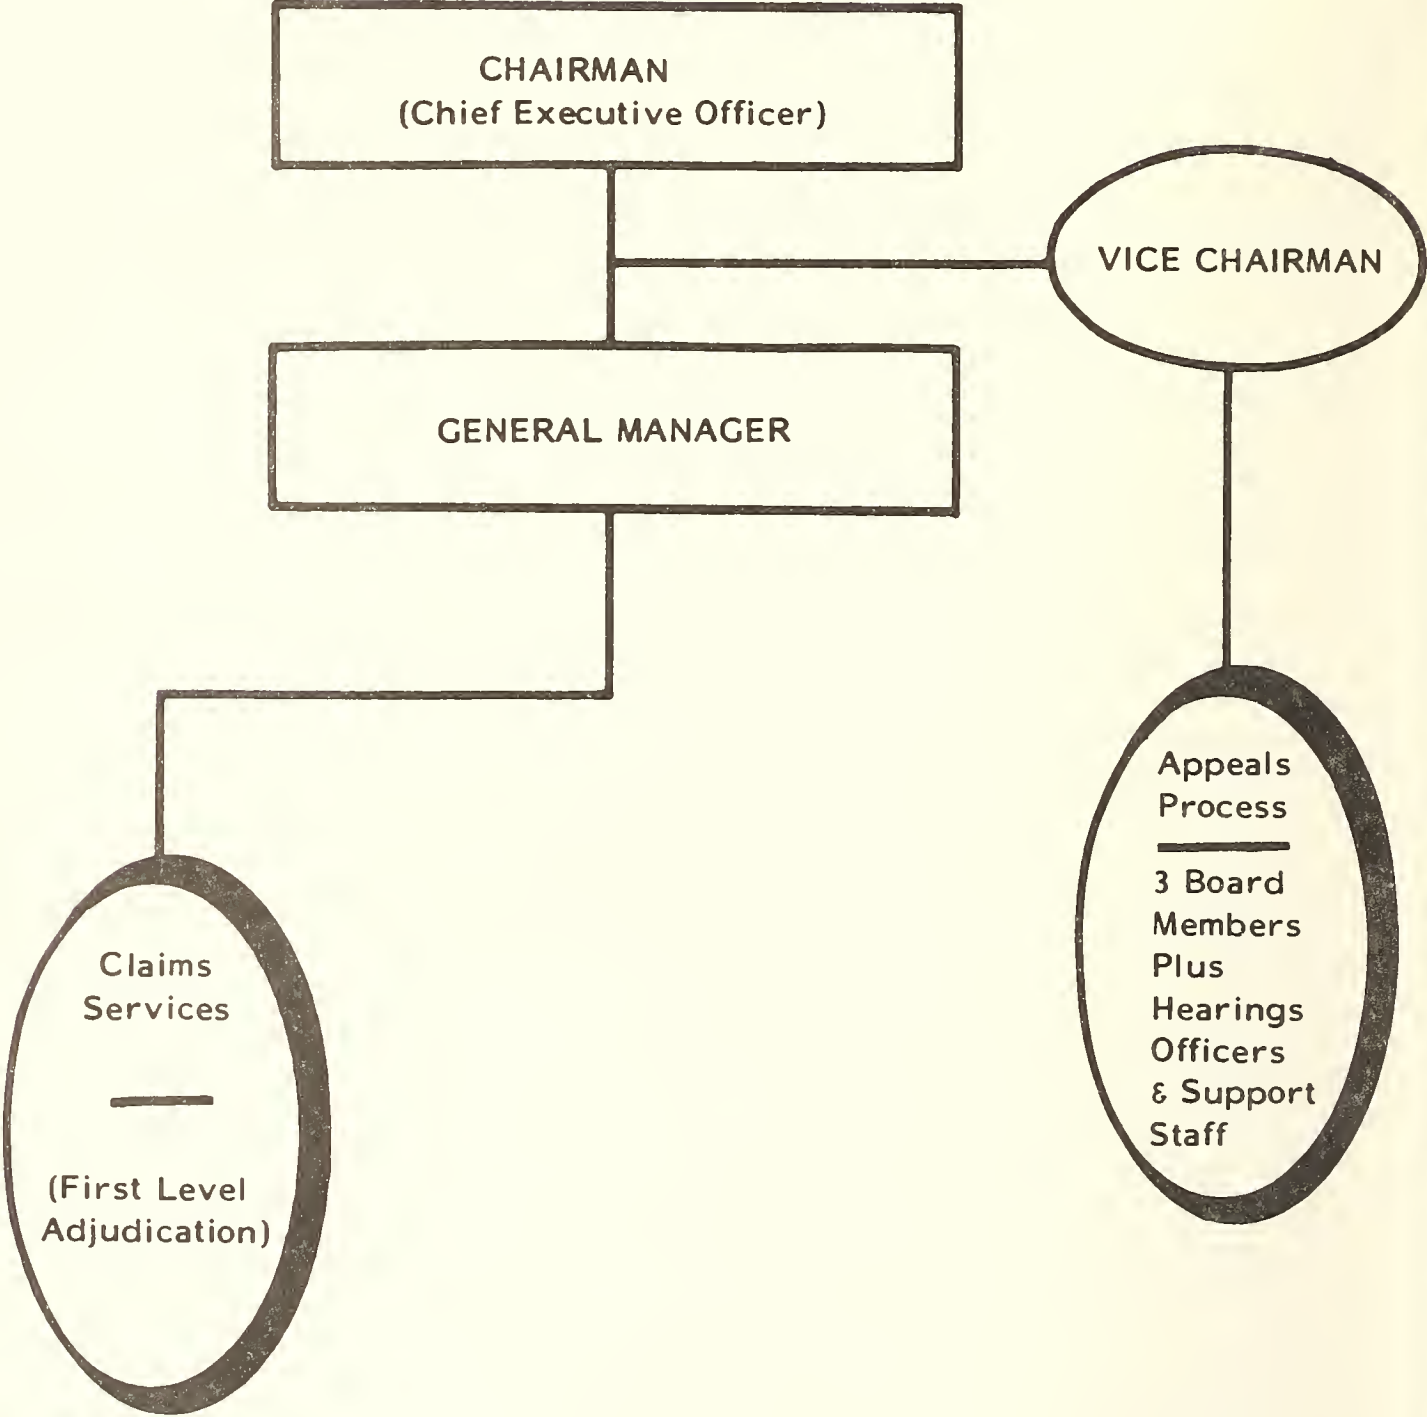 CHAIRMAN
(Chief Executive Officer)
VICE CHAIRMAN
GENERAL MANAGER
Appeals
Process
3 Board
Members
Plus
Hearings
Officers
& Support
Staff
Claims
Services
(First Level
Adjudication)